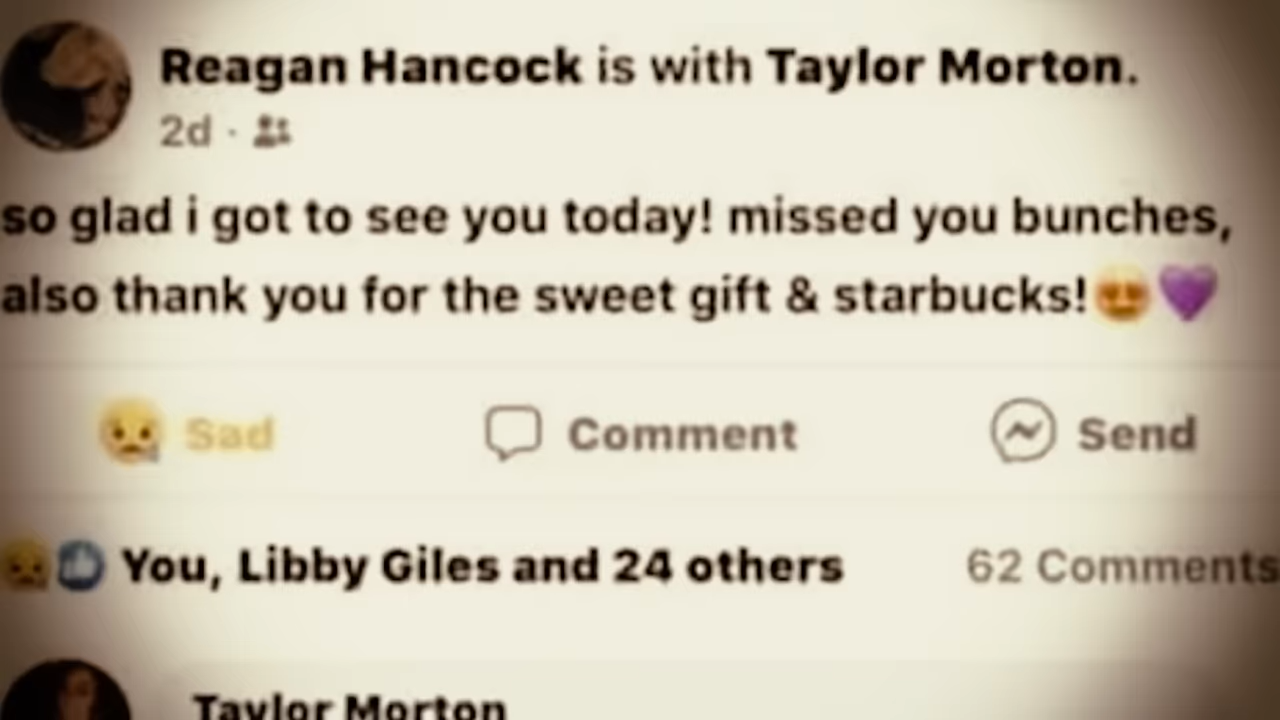 Reagan Hancock is with Taylor Morton.
2d ·
so glad i got to see you today! missed you bunches,
also thank you for the sweet gift & starbucks!😍💜
Sad
Comment
Send
You, Libby Giles and 24 others
62 Comments
Taylor Morton